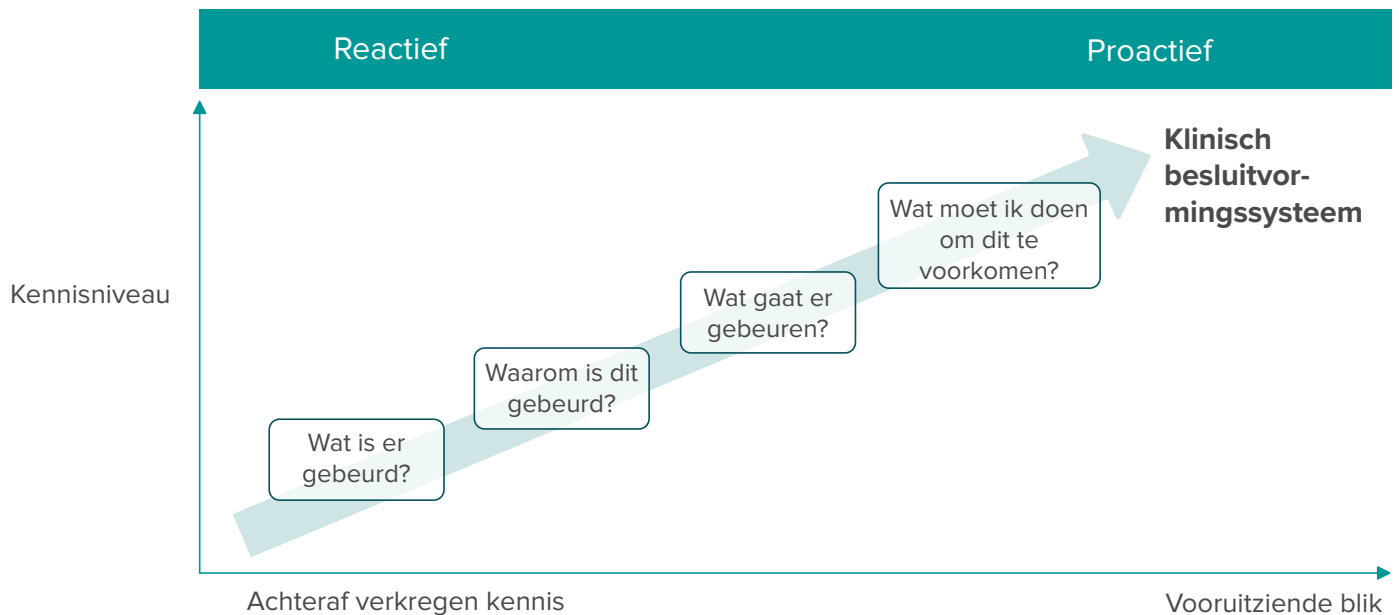 Reactief
Proactief
Klinisch
besluitvor-
mingssysteem
Wat moet ik doen
om dit te
voorkomen?
Kennisniveau
Wat gaat er
gebeuren?
Waarom is dit
gebeurd?
Wat is er
gebeurd?
Achteraf verkregen kennis
Vooruitziende blik